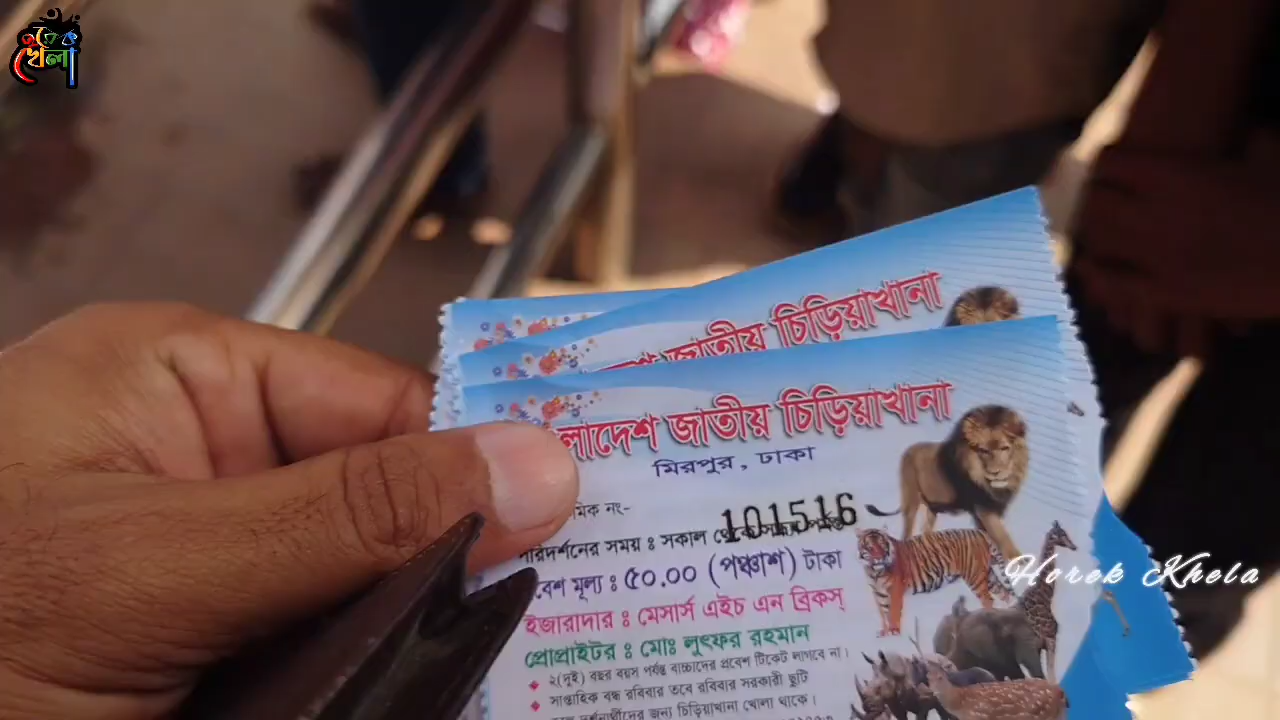 হরেক
খেলা
জাতীয় চিড়িয়াখানা
লাদেশ জাতীয় চিড়িয়াখানা
মিরপুর, ঢাকা
মিক নং-
101516
পরিদর্শনের সময় : সকাল থেকে
বেশ মূল্য : ৫০.০০ (পঞ্চাশ) টাকা
ইজারাদার : মেসার্স এইচ এন ব্রিকস্
প্রোপ্রাইটর : মোঃ লুৎফর রহমান
২(দুই) বছর বয়স পর্যন্ত বাচ্চাদের প্রবেশ টিকেট লাগবে না।
সাপ্তাহিক বন্ধ রবিবার তবে রবিবার সরকারী ছুটি
দর্শনার্থীদের জন্য চিড়িয়াখানা খোলা থাকে।
Horek Khela